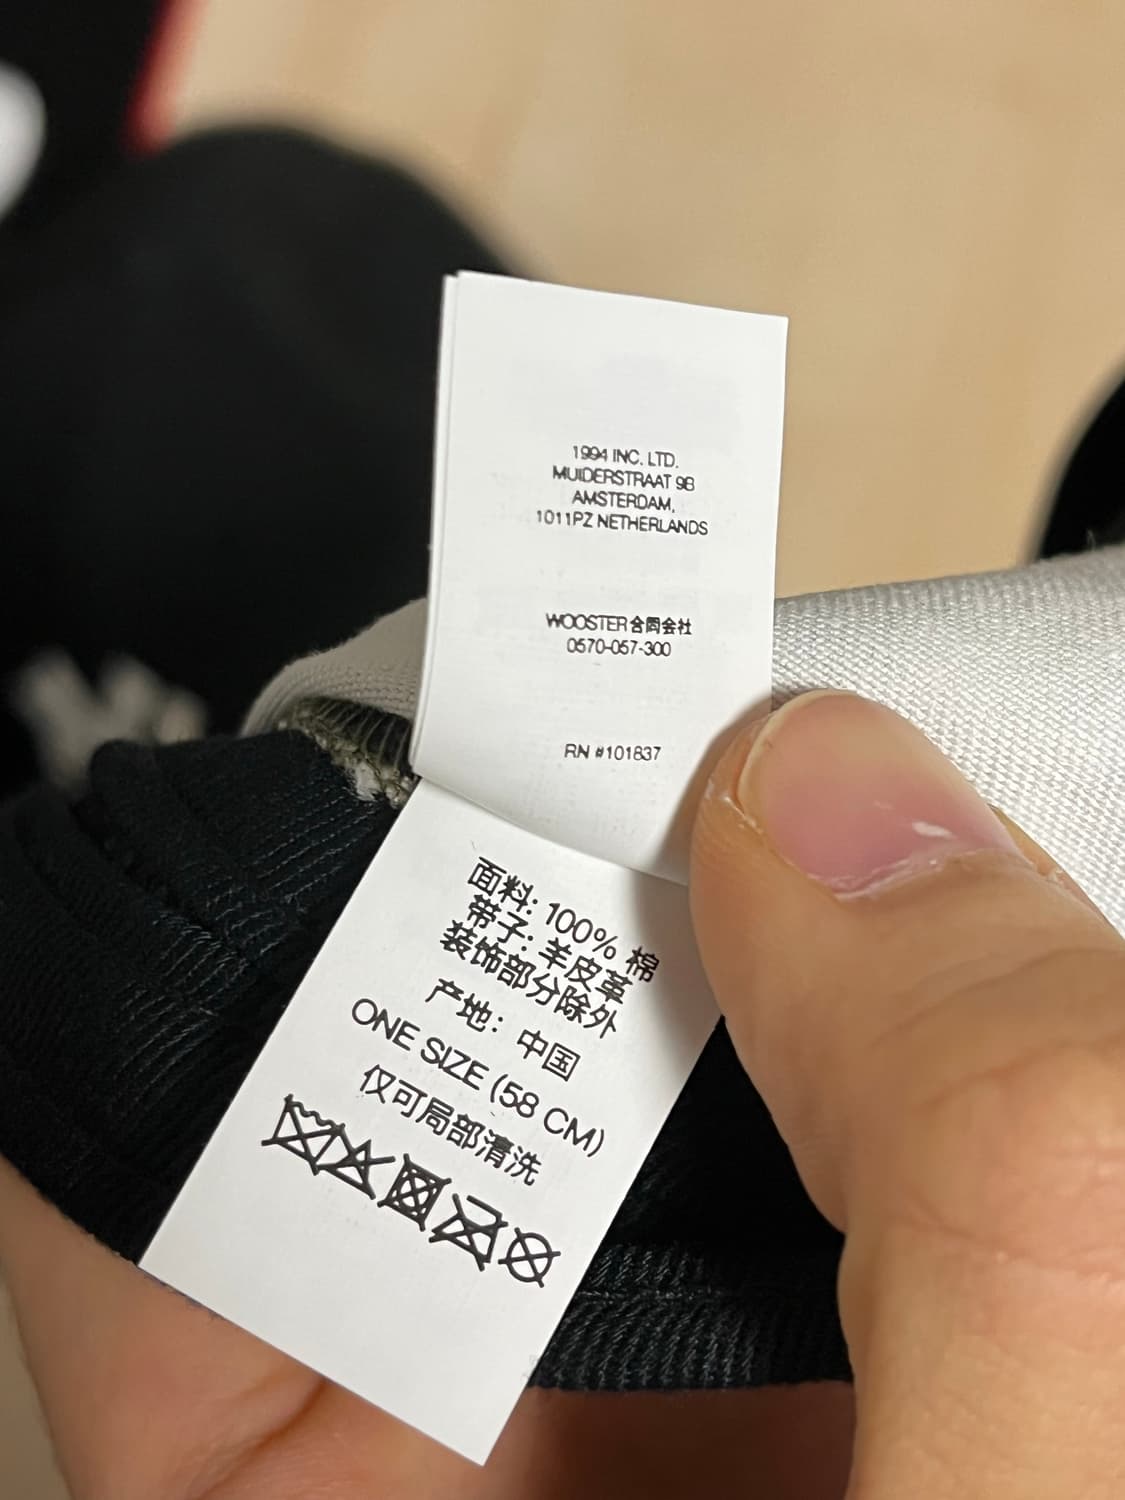 1994 INC. LTD.
MUIDERSTRAAT 9B
AMSTERDAM,
1011PZ NETHERLANDS
WOOSTER合同会社
0570-057-300
RN #101837
面料: 100% 棉
带子: 羊皮革
装饰部分除外
产地: 中国
ONE SIZE (58 CM)
仅可局部清洗